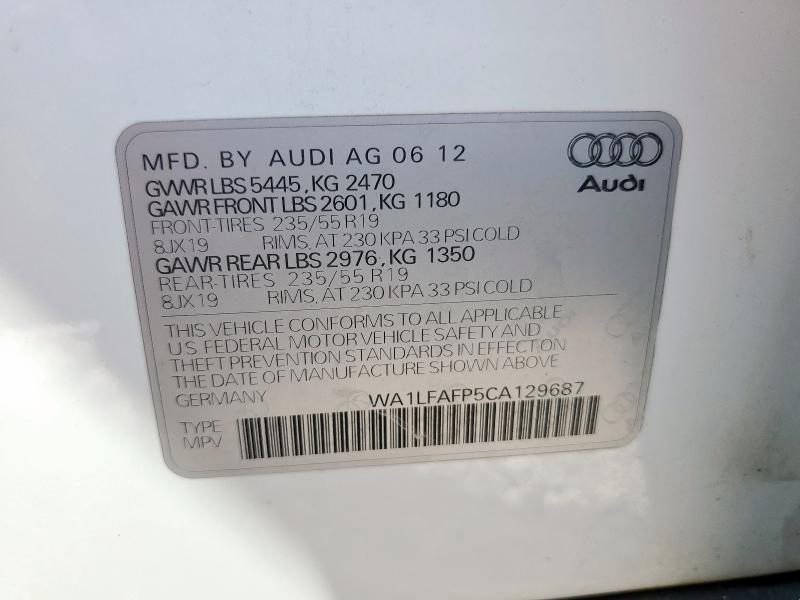 MFD. BY AUDI AG 06 12
GVWR LBS 5445, KG 2470
GAWR FRONT LBS 2601, KG 1180
FRONT-TIRES 235/55 R19
8JX19 RIMS, AT 230 KPA 33 PSI COLD
GAWR REAR LBS 2976, KG 1350
REAR-TIRES 235/55 R19
8JX19 RIMS, AT 230 KPA 33 PSI COLD
Audi
THIS VEHICLE CONFORMS TO ALL APPLICABLE
U.S. FEDERAL MOTOR VEHICLE SAFETY AND
THEFT PREVENTION STANDARDS IN EFFECT ON
THE DATE OF MANUFACTURE SHOWN ABOVE
GERMANY WA1LFAFP5CA129687
TYPE
MPV